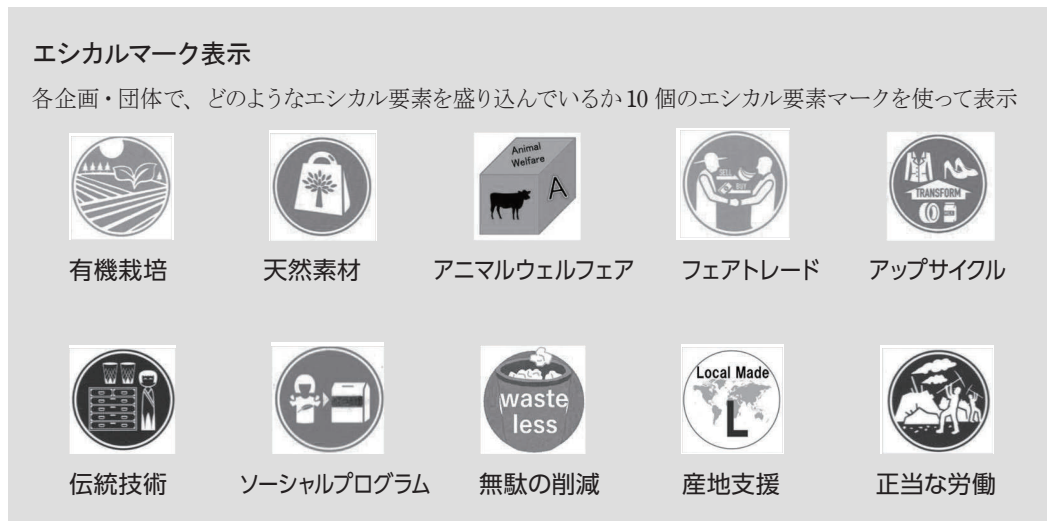 エシカルマーク表示
各企画・団体で、どのようなエシカル要素を盛り込んでいるか 10 個のエシカル要素マークを使って表示
Animal
Welfare
A
SELL
BUY
TRANSFORM
有機栽培
天然素材
アニマルウェルフェア
フェアトレード
アップサイクル
waste
less
Local Made
L
伝統技術
ソーシャルプログラム
無駄の削減
産地支援
正当な労働